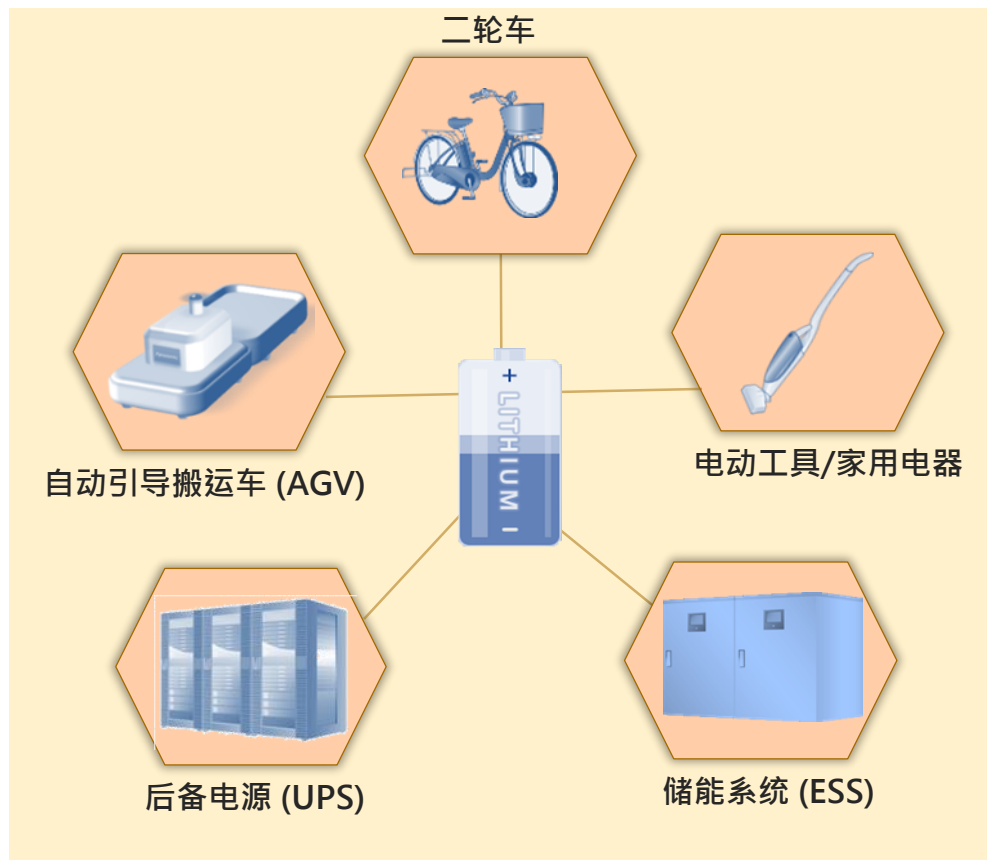 二轮车
自动引导搬运车 (AGV)
电动工具/家用电器
+
LITHIUM I
后备电源 (UPS)
储能系统 (ESS)